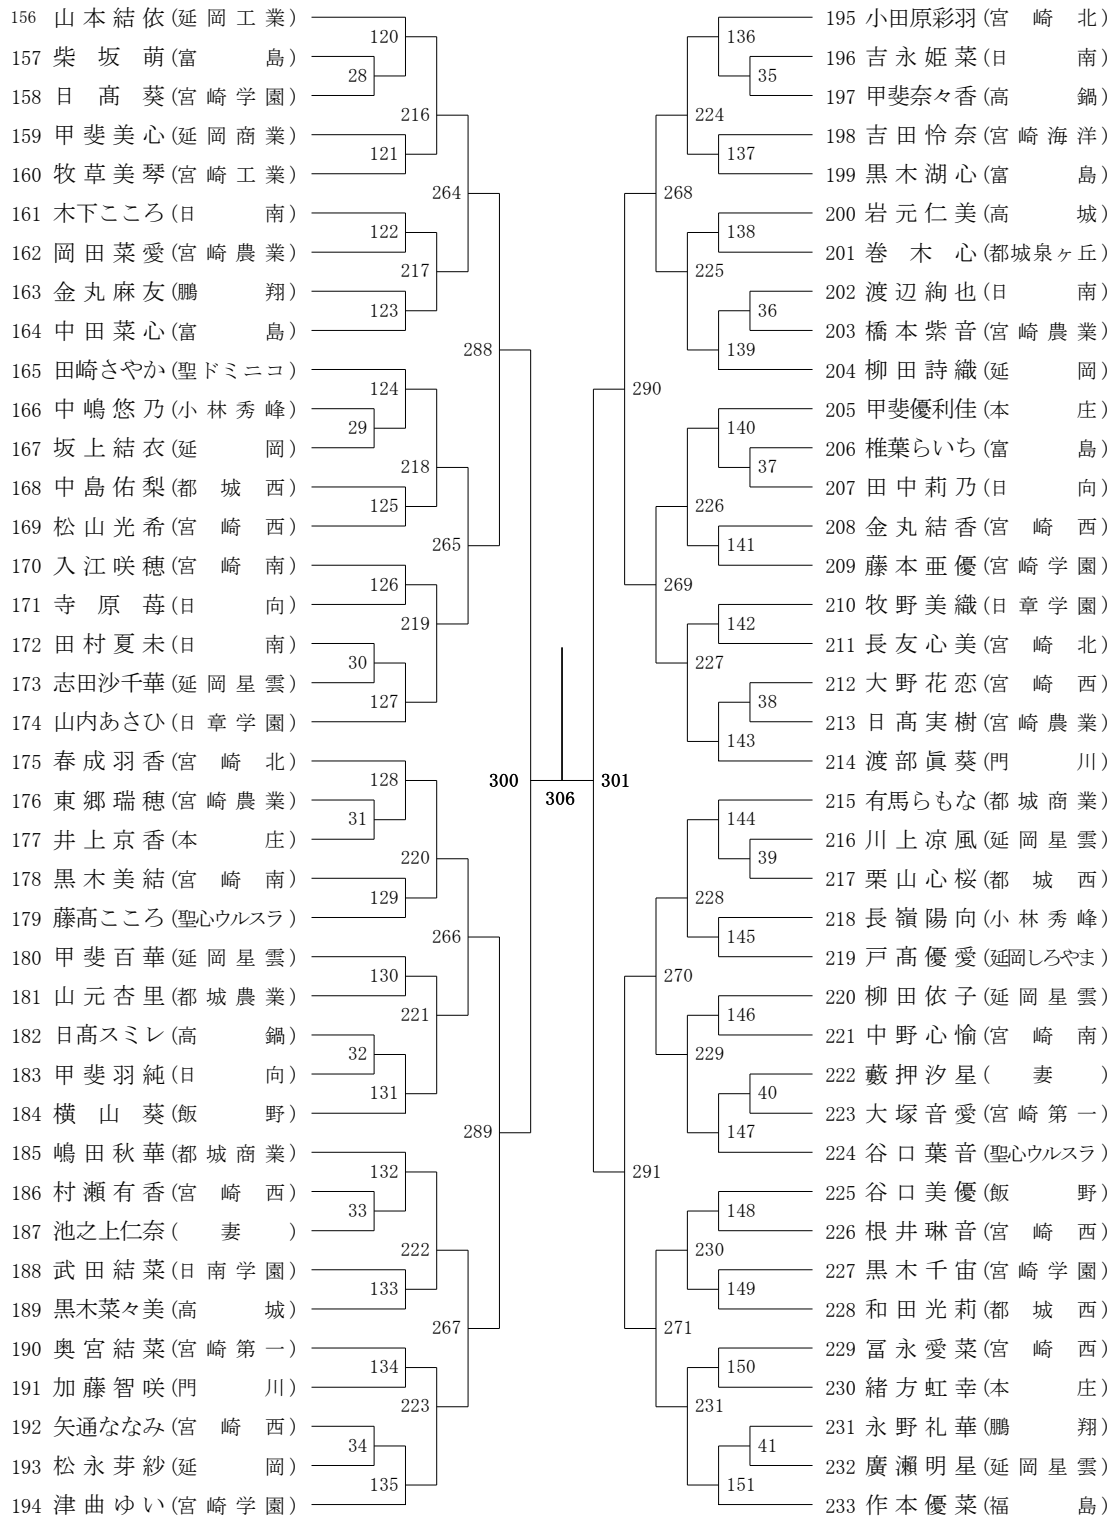 156 山本結依(延岡工業)
157 柴坂萌(富島)
158 日髙葵(宮崎学園)
159 甲斐美心(延岡商業)
160 牧草美琴(宮崎工業)
161 木下こころ(日南)
162 岡田菜愛(宮崎農業)
163 金丸麻友(鵬翔)
164 中田菜心(富島)
165 田崎さやか(聖ドミニコ)
166 中嶋悠乃(小林秀峰)
167 坂上結衣(延岡)
168 中島佑梨(都城西)
169 松山光希(宮崎西)
170 入江咲穂(宮崎南)
171 寺原苺(日向)
172 田村夏未(日南)
173 志田沙千華(延岡星雲)
174 山内あさひ(日章学園)
175 春成羽香(宮崎北)
176 東郷瑞穂(宮崎農業)
177 井上京香(本庄)
178 黒木美結(宮崎南)
179 藤髙こころ(聖心ウルスラ)
180 甲斐百華(延岡星雲)
181 山元杏里(都城農業)
182 日髙スミレ(高鍋)
183 甲斐羽純(日向)
184 横山葵(飯野)
185 嶋田秋華(都城商業)
186 村瀬有香(宮崎西)
187 池之上仁奈(妻)
188 武田結菜(日南学園)
189 黒木菜々美(高城)
190 奥宮結菜(宮崎第一)
191 加藤智咲(門川)
192 矢通ななみ(宮崎西)
193 松永芽紗(延岡)
194 津曲ゆい(宮崎学園)
120
28
216
121
264
122
217
123
288
124
29
218
125
265
126
219
30
127
128
300
31
220
129
266
130
221
32
131
289
132
33
222
133
267
134
223
34
135
306
301
136
35
224
137
268
138
225
36
139
290
140
37
226
141
269
142
227
38
143
144
39
228
145
270
146
229
40
147
291
148
230
149
271
150
231
41
151
195 小田原彩羽(宮崎北)
196 吉永姫菜(日南)
197 甲斐奈々香(高鍋)
198 吉田怜奈(宮崎海洋)
199 黒木湖心(富島)
200 岩元仁美(高城)
201 巻木心(都城泉ヶ丘)
202 渡辺絢也(日南)
203 橋本紫音(宮崎農業)
204 柳田詩織(延岡)
205 甲斐優利佳(本庄)
206 椎葉らいち(富島)
207 田中莉乃(日向)
208 金丸結香(宮崎西)
209 藤本亜優(宮崎学園)
210 牧野美織(日章学園)
211 長友心美(宮崎北)
212 大野花恋(宮崎西)
213 日髙実樹(宮崎農業)
214 渡部眞葵(門川)
215 有馬らもな(都城商業)
216 川上凉風(延岡星雲)
217 栗山心桜(都城西)
218 長嶺陽向(小林秀峰)
219 戸髙優愛(延岡しろやま)
220 柳田依子(延岡星雲)
221 中野心愉(宮崎南)
222 藪押汐星(妻)
223 大塚音愛(宮崎第一)
224 谷口葉音(聖心ウルスラ)
225 谷口美優(飯野)
226 根井琳音(宮崎西)
227 黒木千宙(宮崎学園)
228 和田光莉(都城西)
229 冨永愛菜(宮崎西)
230 緒方虹幸(本庄)
231 永野礼華(鵬翔)
232 廣瀨明星(延岡星雲)
233 作本優菜(福島)